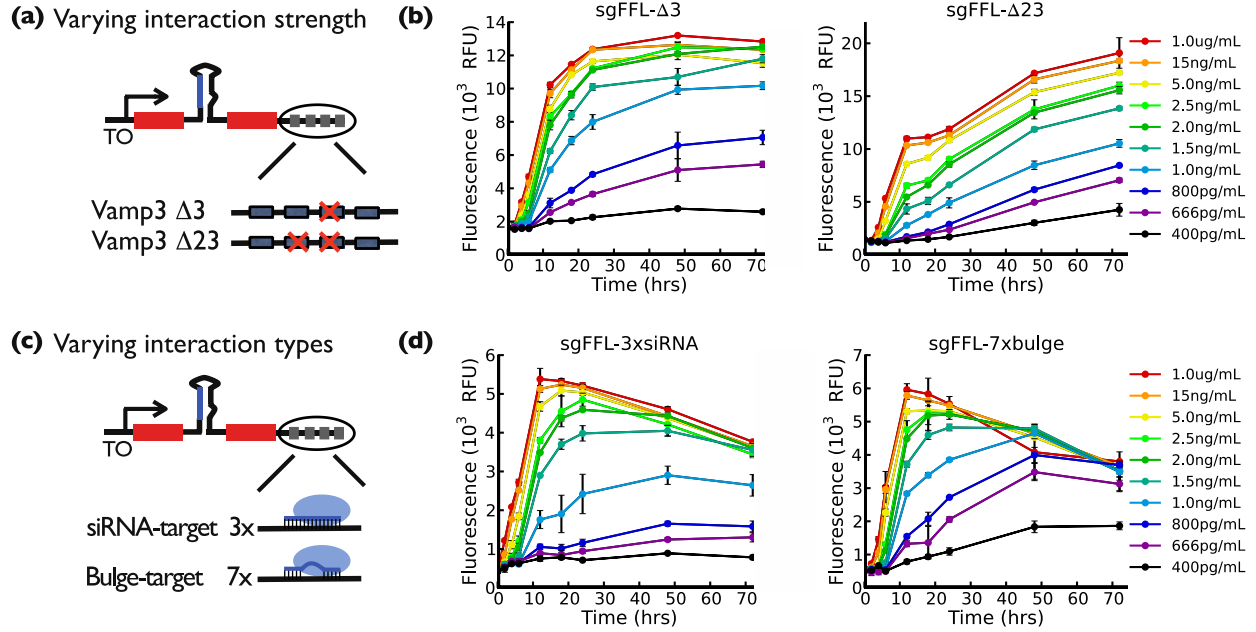 (a) Varying interaction strength
TO
Vamp3 Δ3
Vamp3 Δ23
(b)
sgFFL-Δ3
Fluorescence (10³ RFU)
14
12
10
8
6
4
2
0
0 10 20 30 40 50 60 70
Time (hrs)
sgFFL-Δ23
Fluorescence (10³ RFU)
20
15
10
5
0
0 10 20 30 40 50 60 70
Time (hrs)
1.0ug/mL
15ng/mL
5.0ng/mL
2.5ng/mL
2.0ng/mL
1.5ng/mL
1.0ng/mL
800pg/mL
666pg/mL
400pg/mL
(c) Varying interaction types
TO
siRNA-target 3x
Bulge-target 7x
(d)
sgFFL-3xsiRNA
Fluorescence (10³ RFU)
6
5
4
3
2
1
0
0 10 20 30 40 50 60 70
Time (hrs)
sgFFL-7xbulge
Fluorescence (10³ RFU)
7
6
5
4
3
2
1
0
0 10 20 30 40 50 60 70
Time (hrs)
1.0ug/mL
15ng/mL
5.0ng/mL
2.5ng/mL
2.0ng/mL
1.5ng/mL
1.0ng/mL
800pg/mL
666pg/mL
400pg/mL